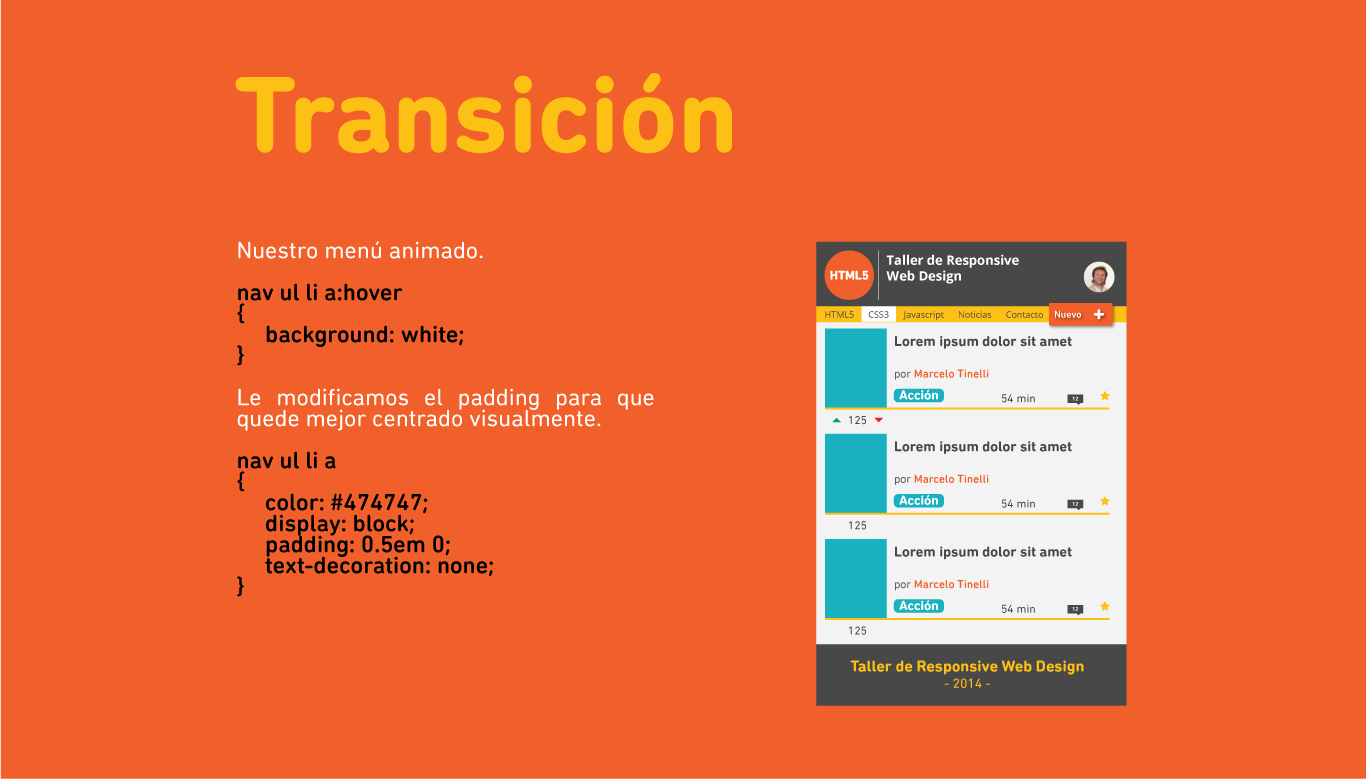 Transición
Nuestro menú animado.
nav ul li a:hover
{
background: white;
}
Le modificamos el padding para que
quede mejor centrado visualmente.
nav ul li a
{
color: #474747;
display: block;
padding: 0.5em 0;
text-decoration: none;
}
HTML5
Taller de Responsive
Web Design
HTML5 CSS3 Javascript Noticias Contacto Nuevo +
Lorem ipsum dolor sit amet
por Marcelo Tinelli
Acción 54 min 12
125
Lorem ipsum dolor sit amet
por Marcelo Tinelli
Acción 54 min 12
125
Lorem ipsum dolor sit amet
por Marcelo Tinelli
Acción 54 min 12
125
Taller de Responsive Web Design
- 2014 -